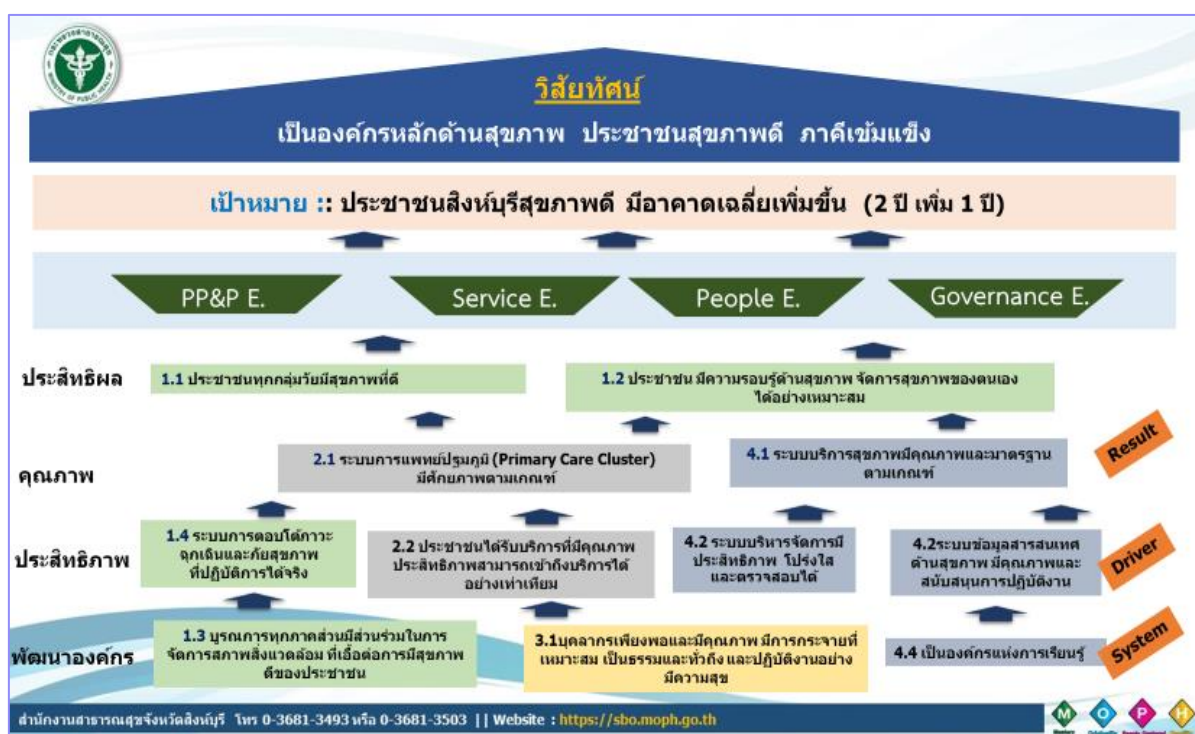 กระทรวงสาธารณสุข
MINISTRY OF PUBLIC HEALTH
วิสัยทัศน์
เป็นองค์กรหลักด้านสุขภาพ ประชาชนสุขภาพดี ภาคีเข้มแข็ง
เป้าหมาย :: ประชาชนสิงห์บุรีสุขภาพดี มีอาคาดเฉลี่ยเพิ่มขึ้น (2 ปี เพิ่ม 1 ปี)
PP&P E.
Service E.
People E.
Governance E.
ประสิทธิผล
1.1 ประชาชนทุกกลุ่มวัยมีสุขภาพที่ดี
1.2 ประชาชน มีความรอบรู้ด้านสุขภาพ จัดการสุขภาพของตนเอง
ได้อย่างเหมาะสม
Result
คุณภาพ
2.1 ระบบการแพทย์ปฐมภูมิ (Primary Care Cluster)
มีศักยภาพตามเกณฑ์
4.1 ระบบบริการสุขภาพมีคุณภาพและมาตรฐาน
ตามเกณฑ์
ประสิทธิภาพ
1.4 ระบบการตอบโต้ภาวะ
ฉุกเฉินและภัยสุขภาพ
ที่ปฏิบัติการได้จริง
2.2 ประชาชนได้รับบริการที่มีคุณภาพ
ประสิทธิภาพสามารถเข้าถึงบริการได้
อย่างเท่าเทียม
4.2 ระบบบริหารจัดการมี
ประสิทธิภาพ โปร่งใส
และตรวจสอบได้
4.2ระบบข้อมูลสารสนเทศ
ด้านสุขภาพ มีคุณภาพและ
สนับสนุนการปฏิบัติงาน
Driver
พัฒนาองค์กร
1.3 บูรณการทุกภาคส่วนมีส่วนร่วมในการ
จัดการสภาพสิ่งแวดล้อม ที่เอื้อต่อการมีสุขภาพ
ดีของประชาชน
3.1บุคลากรเพียงพอและมีคุณภาพ มีการกระจายที่
เหมาะสม เป็นธรรมและทั่วถึง และปฏิบัติงานอย่าง
มีความสุข
4.4 เป็นองค์กรแห่งการเรียนรู้
System
สำนักงานสาธารณสุขจังหวัดสิงห์บุรี โทร 0-3681-3493 หรือ 0-3681-3503 || Website : https://sbo.moph.go.th
M O P H